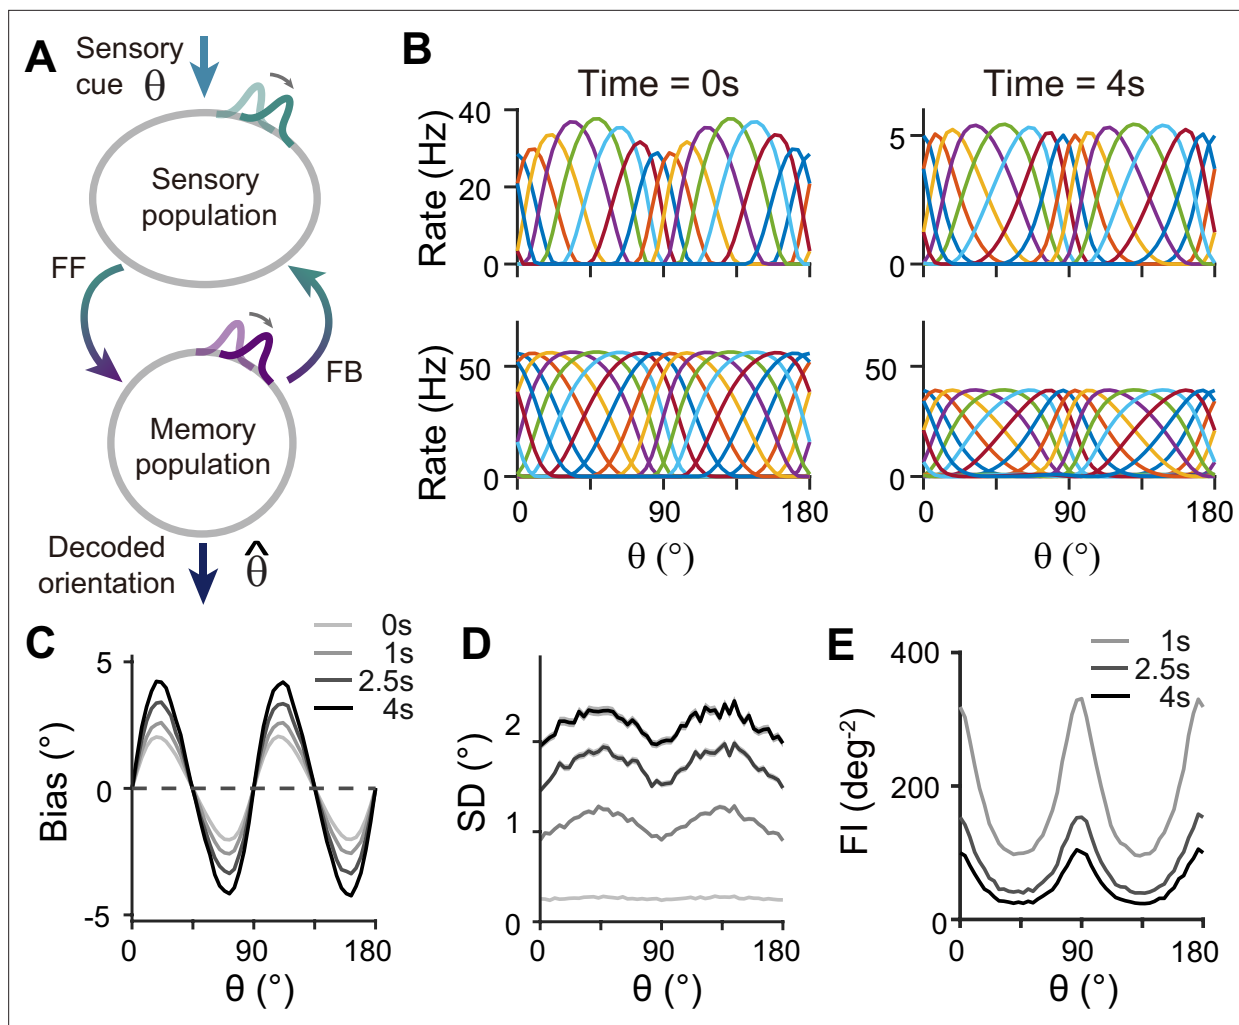 A
Sensory
cue θ
Sensory
population
FF
FB
Memory
population
Decoded
orientation
θ̂
B
Time = 0s
Time = 4s
Rate (Hz)
40
20
0
5
0
Rate (Hz)
50
0
0
90
180
θ (°)
50
0
0
90
180
θ (°)
C
0s
1s
2.5s
4s
Bias (°)
5
0
-5
0
90
180
θ (°)
D
SD (°)
2
1
0
0
90
180
θ (°)
E
1s
2.5s
4s
FI (deg⁻²)
400
200
0
0
90
180
θ (°)